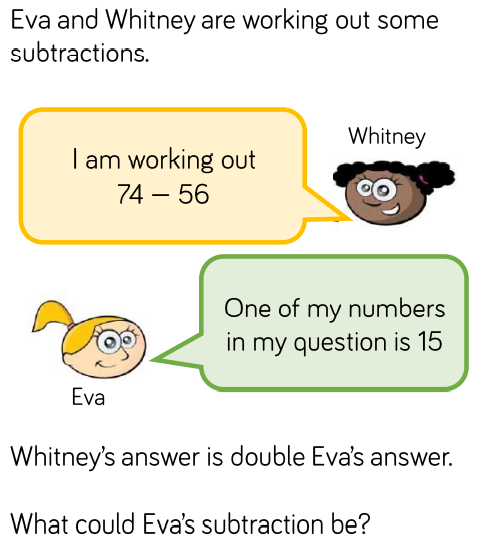 Eva and Whitney are working out some
subtractions.
Whitney
I am working out
74 – 56
One of my numbers
in my question is 15
Eva
Whitney's answer is double Eva's answer.
What could Eva's subtraction be?